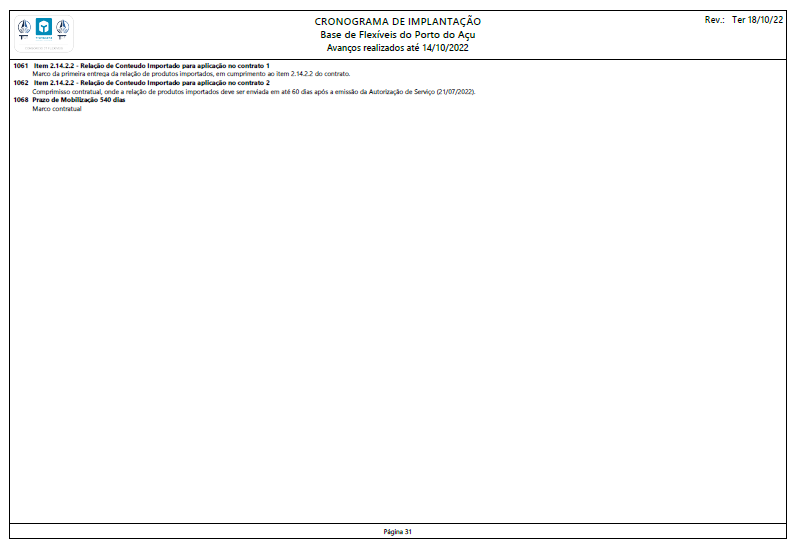 CRONOGRAMA DE IMPLANTAÇÃO
Base de Flexíveis do Porto do Açu
Avanços realizados até 14/10/2022
Rev.: Ter 18/10/22
1061 Item 2.14.2.2 - Relação de Conteudo Importado para aplicação no contrato 1
Marco da primeira entrega da relação de produtos importados, em cumprimento ao item 2.14.2.2 do contrato.
1062 Item 2.14.2.2 - Relação de Conteudo Importado para aplicação no contrato 2
Comprimisso contratual, onde a relação de produtos importados deve ser enviada em até 60 dias após a emissão da Autorização de Serviço (21/07/2022).
1068 Prazo de Mobilização 540 dias
Marco contratual
Página 31